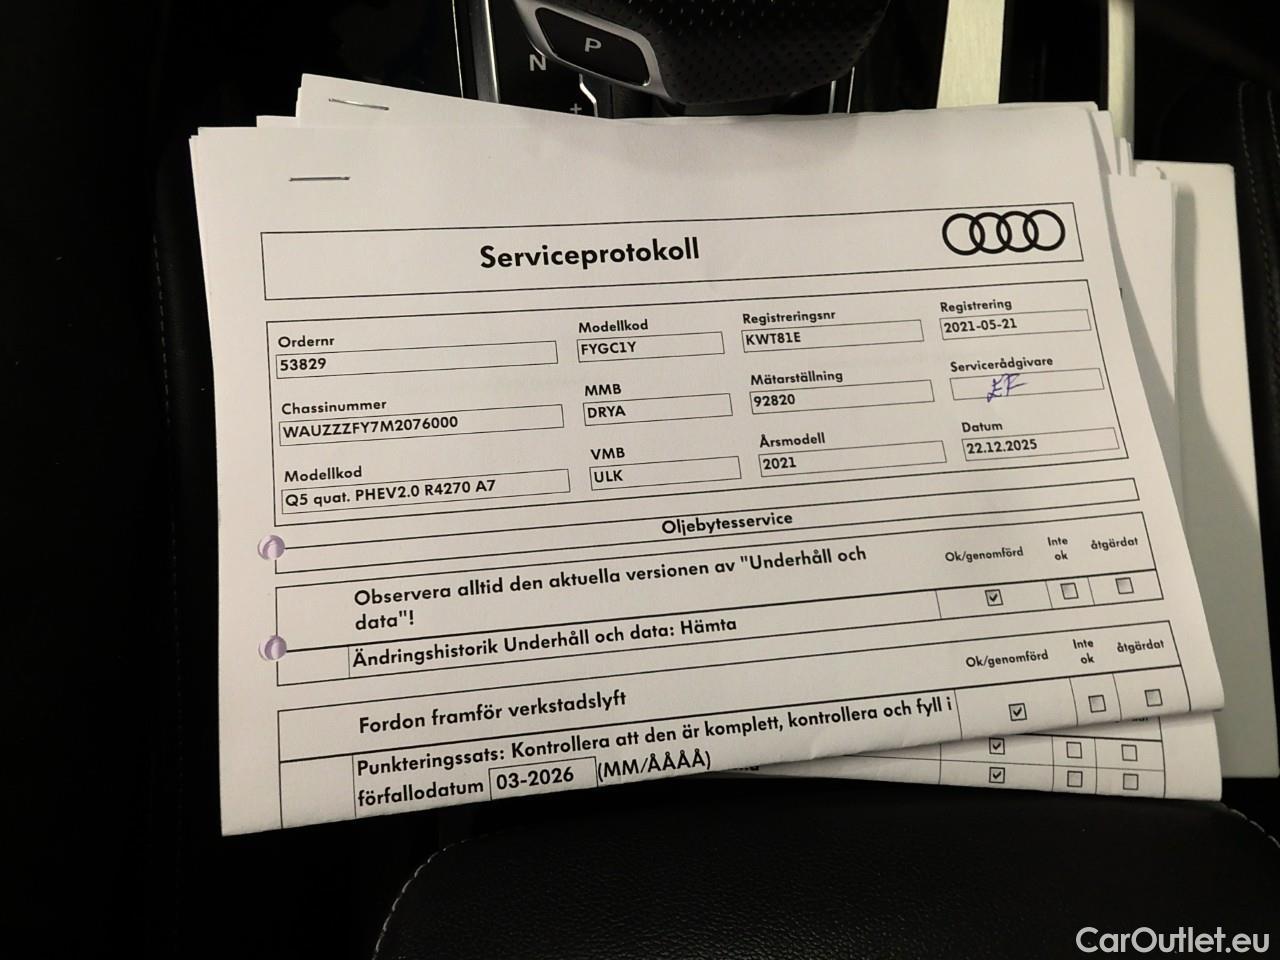 P
N
+
Serviceprotokoll
Ordernr
53829
Modellkod
FYGC1Y
Registreringsnr
KWT81E
Registrering
2021-05-21
Chassinummer
WAUZZZFY7M2076000
MMB
DRYA
Mätarställning
92820
Servicerådgivare
Modellkod
Q5 quat. PHEV2.0 R4270 A7
VMB
ULK
Årsmodell
2021
Datum
22.12.2025
Oljebytesservice
Observera alltid den aktuella versionen av "Underhåll och
data"!
Ok/genomförd
Inte
ok
åtgärdat
Ändringshistorik Underhåll och data: Hämta
Fordon framför verkstadslyft
Ok/genomförd
Inte
ok
åtgärdat
Punkteringssats: Kontrollera att den är komplett, kontrollera och fyll i
förfallodatum 03-2026 (MM/ÅÅÅÅ)
CarOutlet.eu